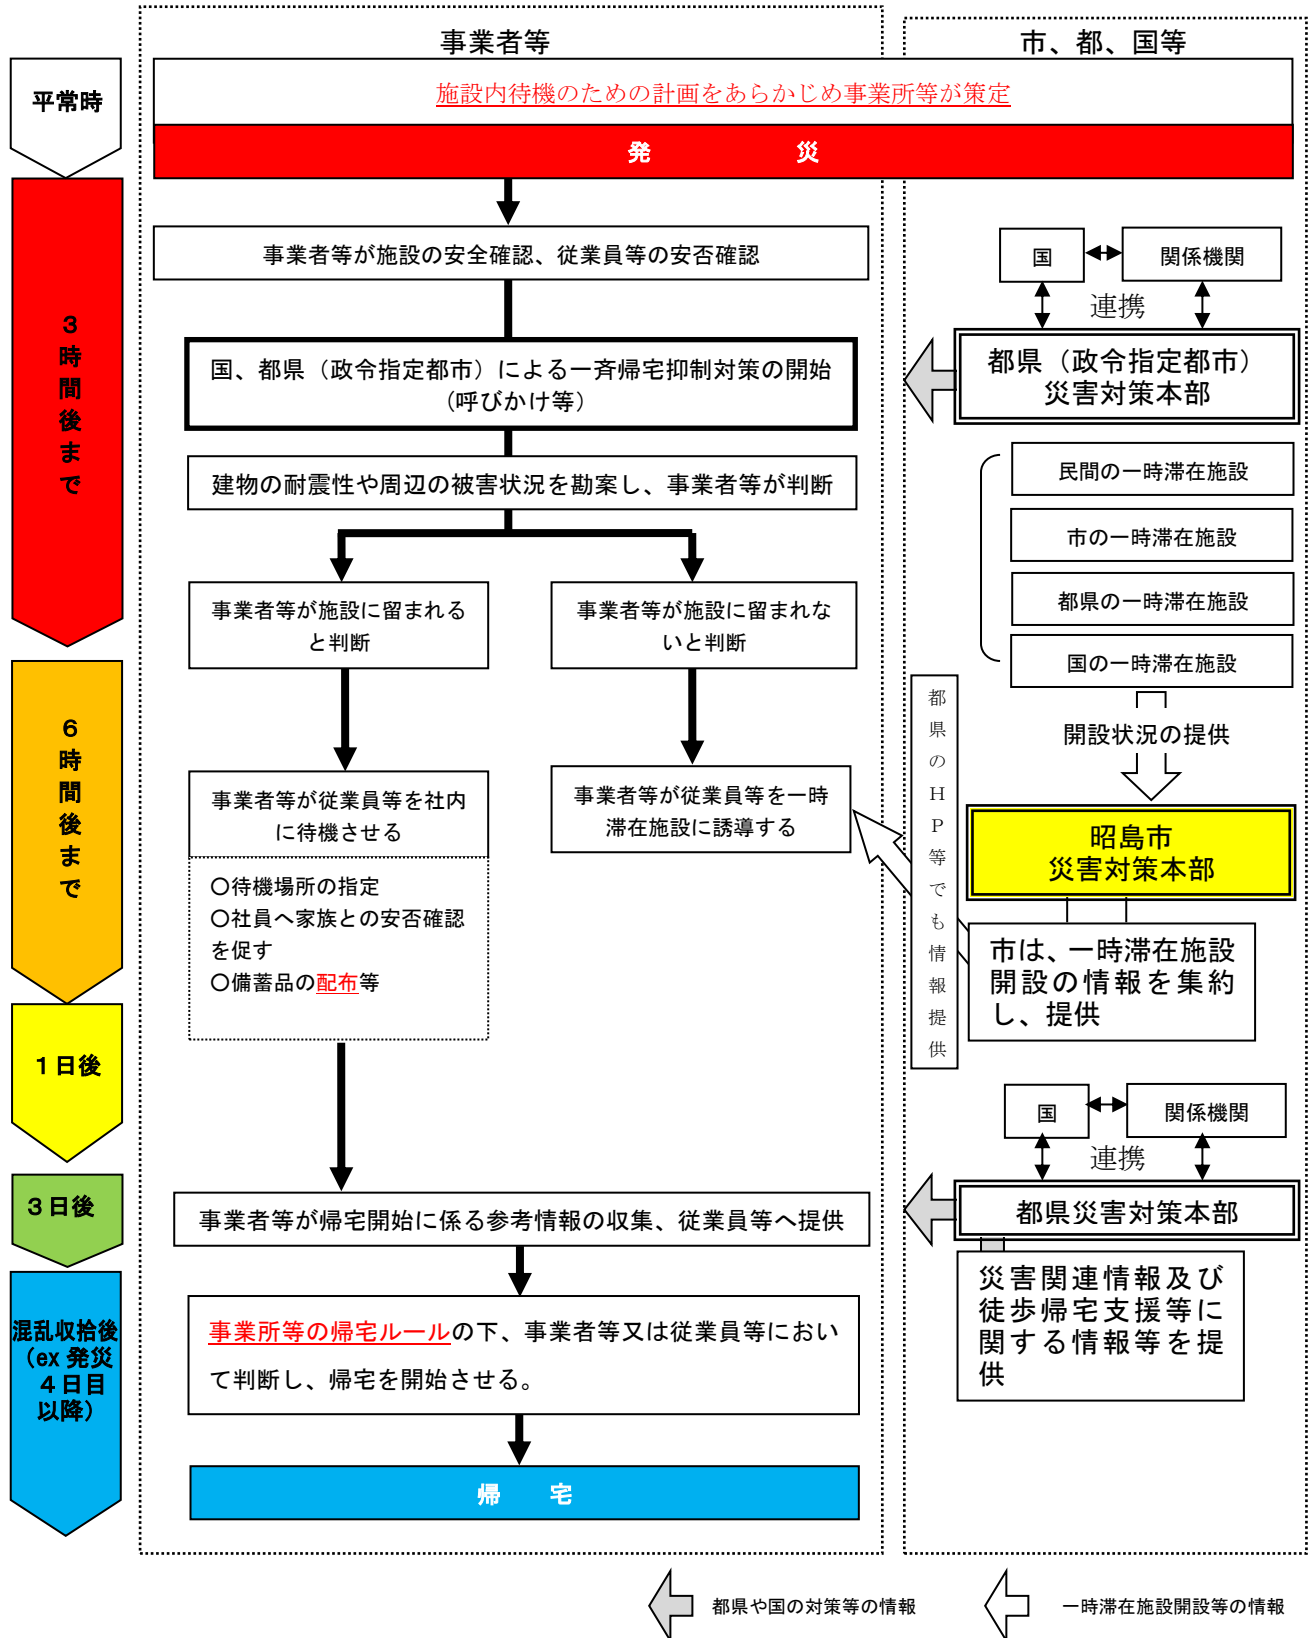 事業者等
市、都、国等
平常時
施設内待機のための計画をあらかじめ事業所等が策定
発　災
3時間後まで
事業者等が施設の安全確認、従業員等の安否確認
国、都県（政令指定都市）による一斉帰宅抑制対策の開始
（呼びかけ等）
建物の耐震性や周辺の被害状況を勘案し、事業者等が判断
事業者等が施設に留まれる
と判断
事業者等が施設に留まれな
いと判断
国
関係機関
連携
都県（政令指定都市）
災害対策本部
民間の一時滞在施設
市の一時滞在施設
都県の一時滞在施設
国の一時滞在施設
6時間後まで
事業者等が従業員等を社内
に待機させる
〇待機場所の指定
〇社員へ家族との安否確認
を促す
〇備蓄品の配布等
事業者等が従業員等を一時
滞在施設に誘導する
都県のＨＰ等でも情報提供
開設状況の提供
昭島市
災害対策本部
市は、一時滞在施設
開設の情報を集約
し、提供
1日後
3日後
国
関係機関
連携
都県災害対策本部
事業者等が帰宅開始に係る参考情報の収集、従業員等へ提供
災害関連情報及び
徒歩帰宅支援等に
関する情報等を提
供
混乱収拾後
（ex 発災
4日目
以降）
事業所等の帰宅ルールの下、事業者等又は従業員等におい
て判断し、帰宅を開始させる。
帰　宅
都県や国の対策等の情報
一時滞在施設開設等の情報